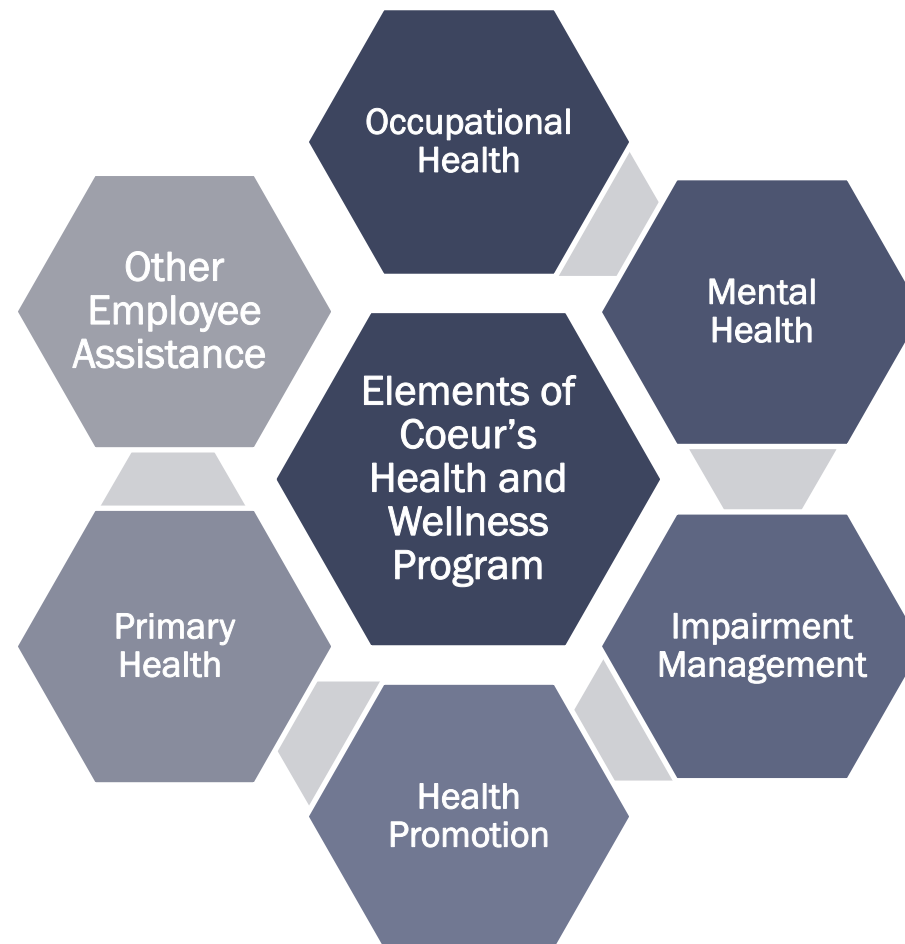 Occupational
Health
Mental
Health
Impairment
Management
Health
Promotion
Primary
Health
Other
Employee
Assistance
Elements of
Coeur’s
Health and
Wellness
Program